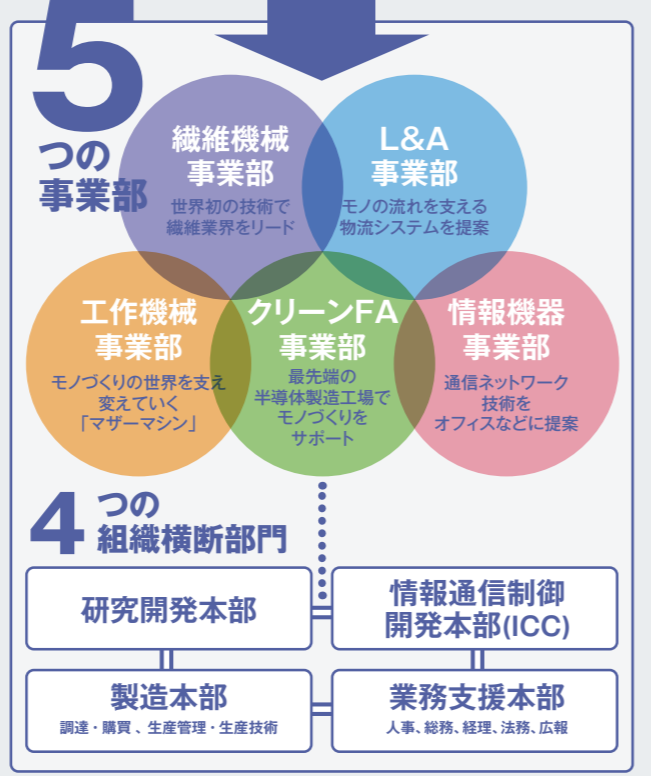 5
つの
事業部
繊維機械
事業部
世界初の技術で
繊維業界をリード
L&A
事業部
モノの流れを支える
物流システムを提案
工作機械
事業部
モノづくりの世界を支え
変えていく
「マザーマシン」
クリーンFA
事業部
最先端の
半導体製造工場で
モノづくりを
サポート
情報機器
事業部
通信ネットワーク
技術を
オフィスなどに提案
4
つの
組織横断部門
研究開発本部
情報通信制御
開発本部(ICC)
製造本部
調達・購買、生産管理・生産技術
業務支援本部
人事、総務、経理、法務、広報